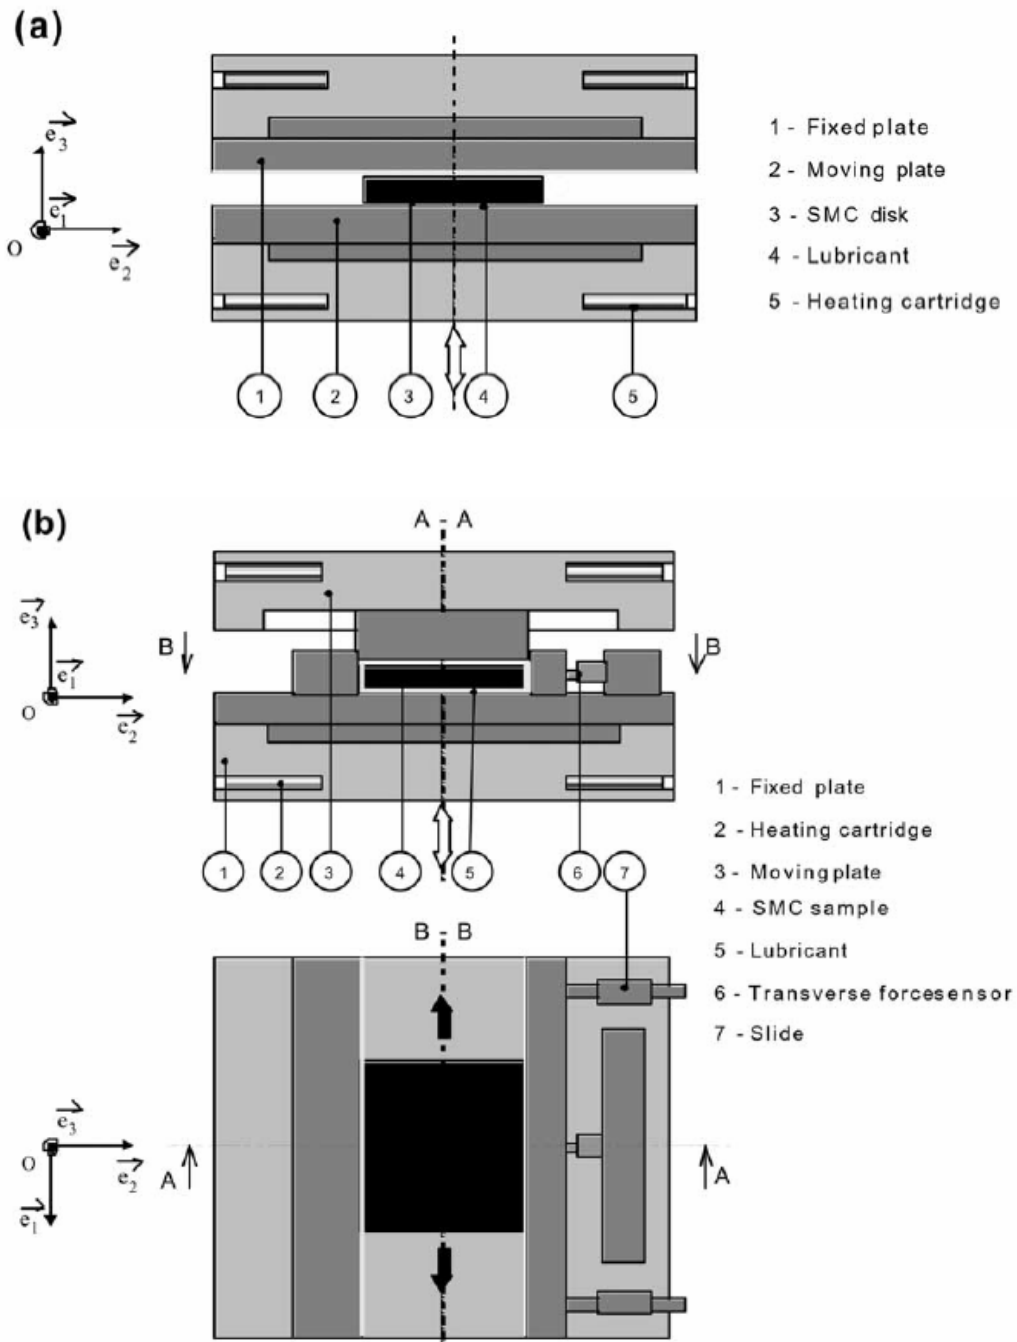 (a)
e3
e1
O
e2
1 - Fixed plate
2 - Moving plate
3 - SMC disk
4 - Lubricant
5 - Heating cartridge
1 2 3 4 5
(b)
A - A
e3
e1
O
e2
B B
1 - Fixed plate
2 - Heating cartridge
3 - Moving plate
4 - SMC sample
5 - Lubricant
6 - Transverse forcesensor
7 - Slide
1 2 3 4 5 6 7
B - B
e3
O
e2
e1
A A